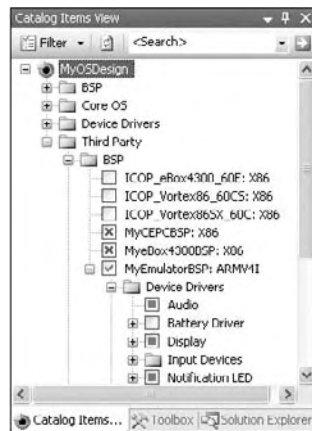 Catalog Items View
Filter
<Search>
MyOSDesign
BSP
Core OS
Device Drivers
Third Party
BSP
ICOP_eBox4300_60E: X86
ICOP_Vortex86_60CS: X86
ICOP_Vortex86SX_60C: X86
MyCEPCBSP: X86
MyeBox4300BSP: X86
MyEmulatorBSP: ARMV4I
Device Drivers
Audio
Battery Driver
Display
Input Devices
Notification LED
Catalog Items... Toolbox Solution Explorer